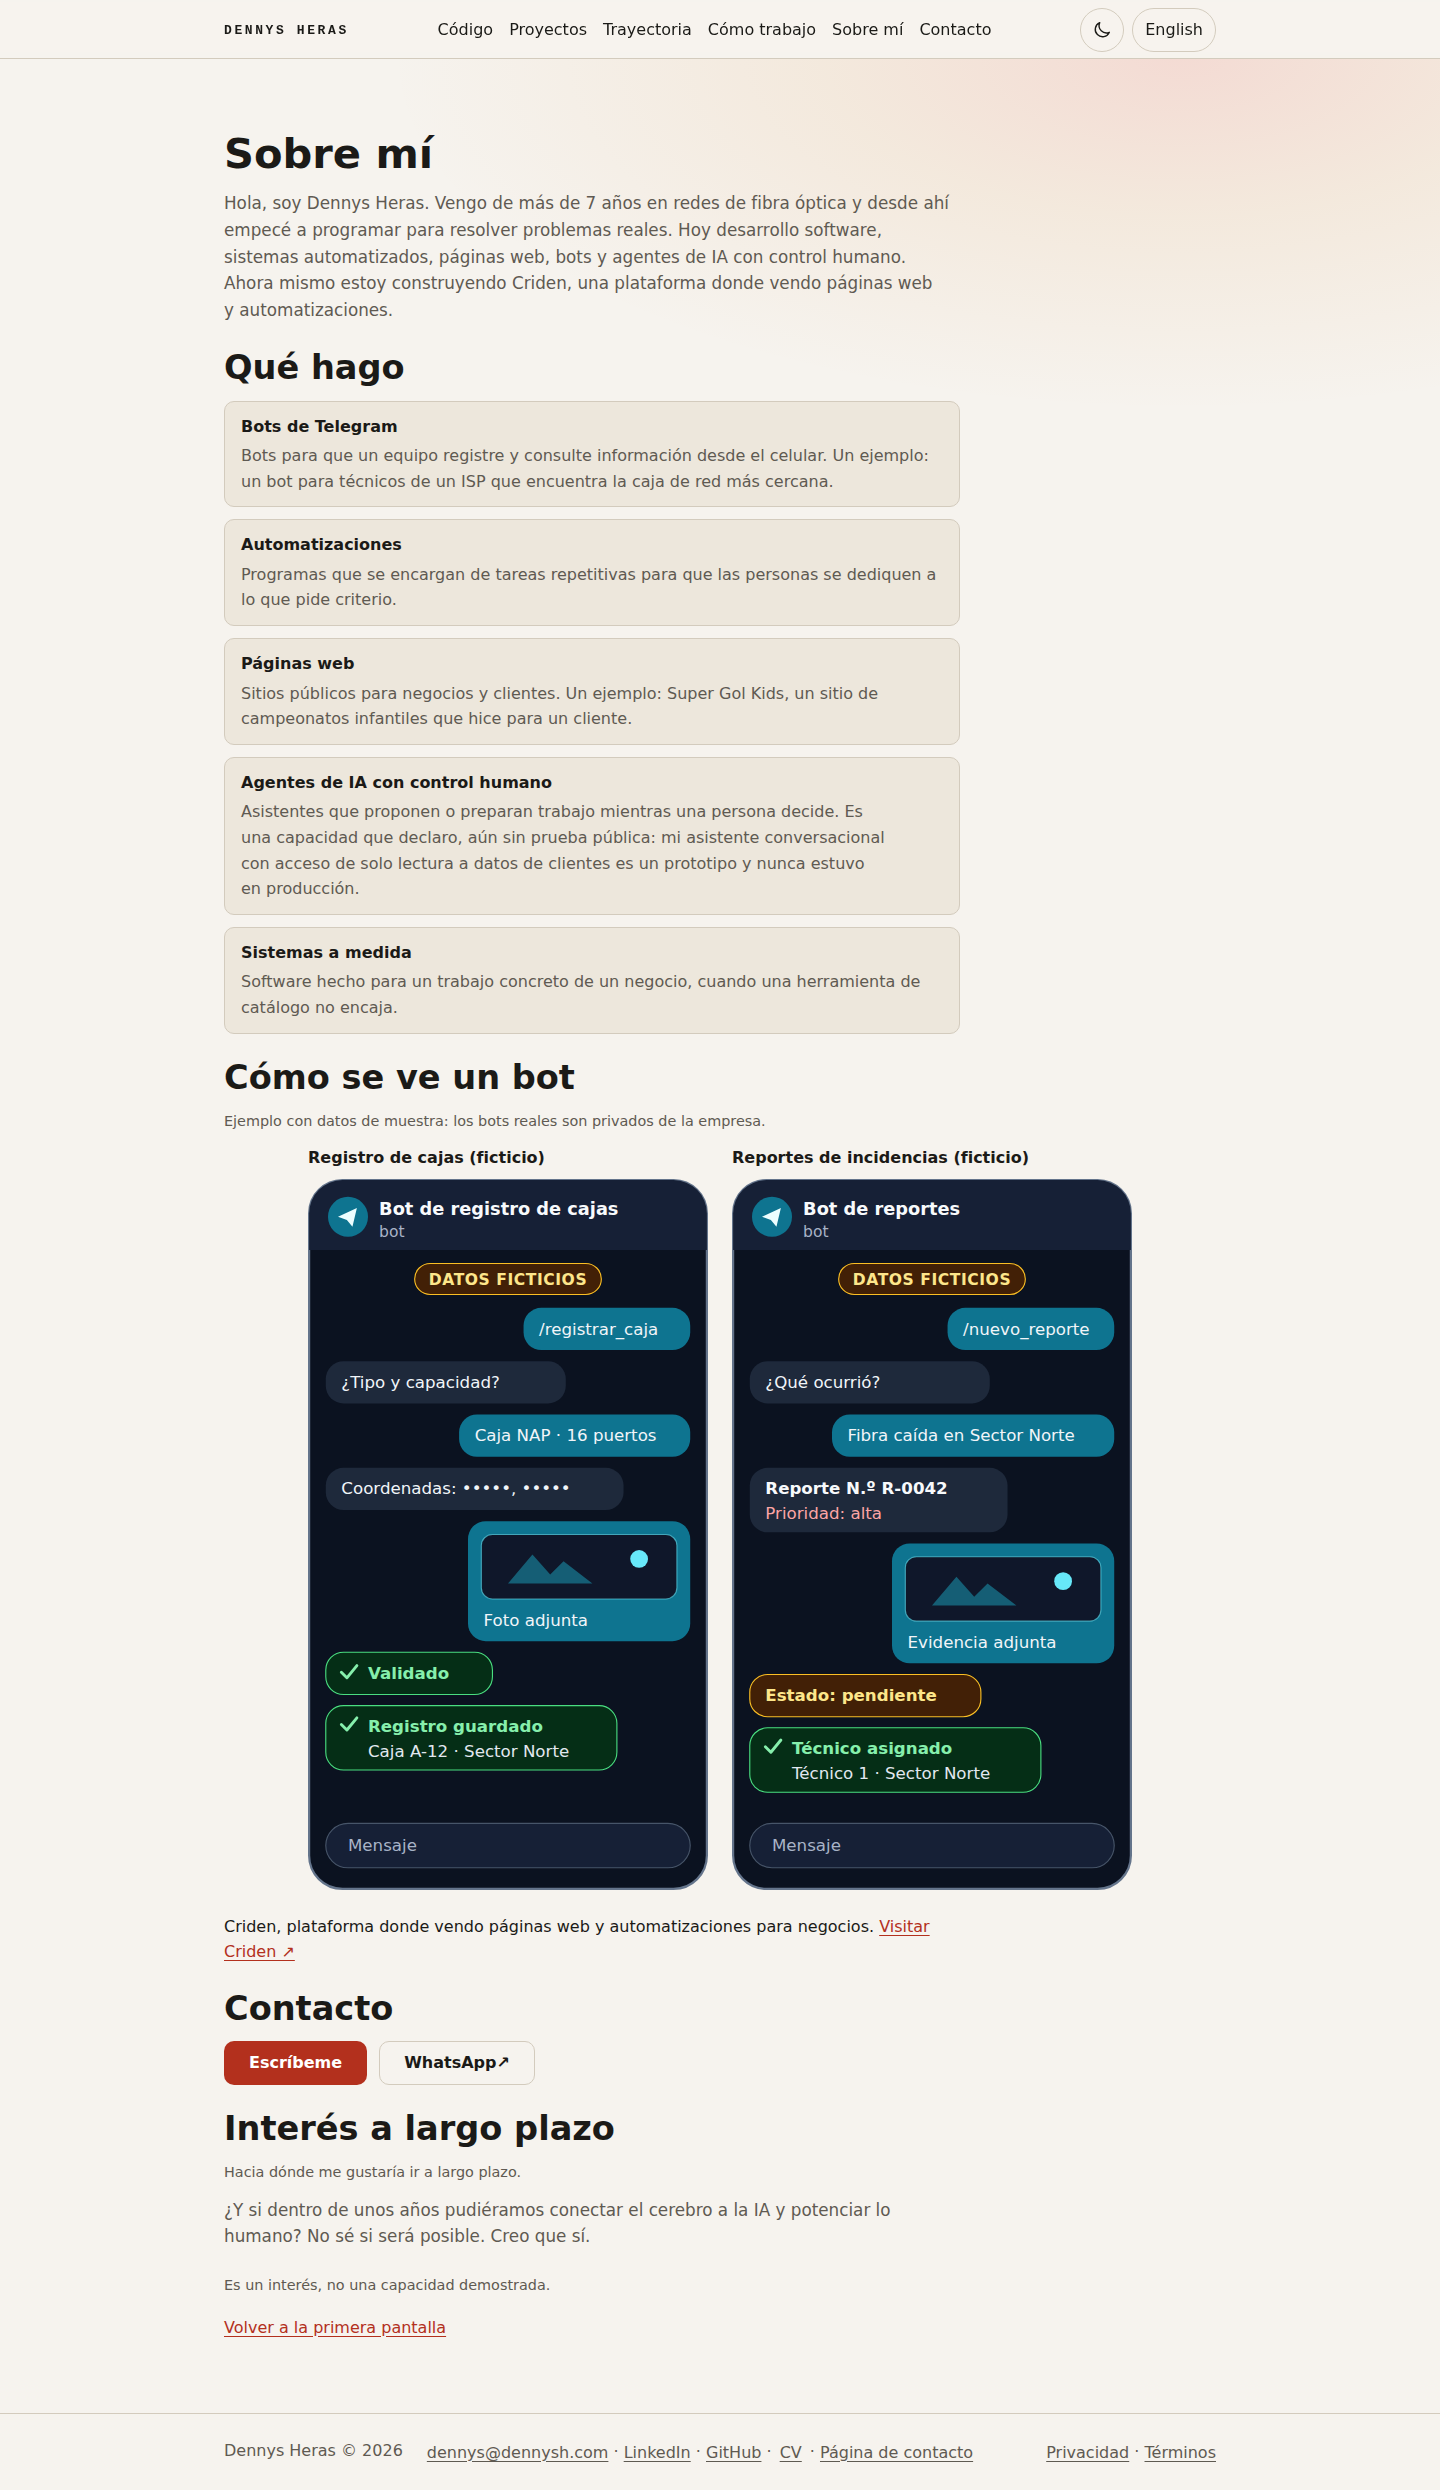 DENNYS HERAS
Código Proyectos Trayectoria Cómo trabajo Sobre mí Contacto
English
Sobre mí
Hola, soy Dennys Heras. Vengo de más de 7 años en redes de fibra óptica y desde ahí
empecé a programar para resolver problemas reales. Hoy desarrollo software,
sistemas automatizados, páginas web, bots y agentes de IA con control humano.
Ahora mismo estoy construyendo Criden, una plataforma donde vendo páginas web
y automatizaciones.
Qué hago
Bots de Telegram
Bots para que un equipo registre y consulte información desde el celular. Un ejemplo:
un bot para técnicos de un ISP que encuentra la caja de red más cercana.
Automatizaciones
Programas que se encargan de tareas repetitivas para que las personas se dediquen a
lo que pide criterio.
Páginas web
Sitios públicos para negocios y clientes. Un ejemplo: Super Gol Kids, un sitio de
campeonatos infantiles que hice para un cliente.
Agentes de IA con control humano
Asistentes que proponen o preparan trabajo mientras una persona decide. Es
una capacidad que declaro, aún sin prueba pública: mi asistente conversacional
con acceso de solo lectura a datos de clientes es un prototipo y nunca estuvo
en producción.
Sistemas a medida
Software hecho para un trabajo concreto de un negocio, cuando una herramienta de
catálogo no encaja.
Cómo se ve un bot
Ejemplo con datos de muestra: los bots reales son privados de la empresa.
Registro de cajas (ficticio)
Bot de registro de cajas
bot
DATOS FICTICIOS
/registrar_caja
¿Tipo y capacidad?
Caja NAP · 16 puertos
Coordenadas: •••••, •••••
Foto adjunta
Validado
Registro guardado
Caja A-12 · Sector Norte
Mensaje
Reportes de incidencias (ficticio)
Bot de reportes
bot
DATOS FICTICIOS
/nuevo_reporte
¿Qué ocurrió?
Fibra caída en Sector Norte
Reporte N.º R-0042
Prioridad: alta
Evidencia adjunta
Estado: pendiente
Técnico asignado
Técnico 1 · Sector Norte
Mensaje
Criden, plataforma donde vendo páginas web y automatizaciones para negocios. Visitar
Criden ↗
Contacto
Escríbeme
WhatsApp↗
Interés a largo plazo
Hacia dónde me gustaría ir a largo plazo.
¿Y si dentro de unos años pudiéramos conectar el cerebro a la IA y potenciar lo
humano? No sé si será posible. Creo que sí.
Es un interés, no una capacidad demostrada.
Volver a la primera pantalla
Dennys Heras © 2026
dennys@dennysh.com · LinkedIn · GitHub · CV · Página de contacto
Privacidad · Términos